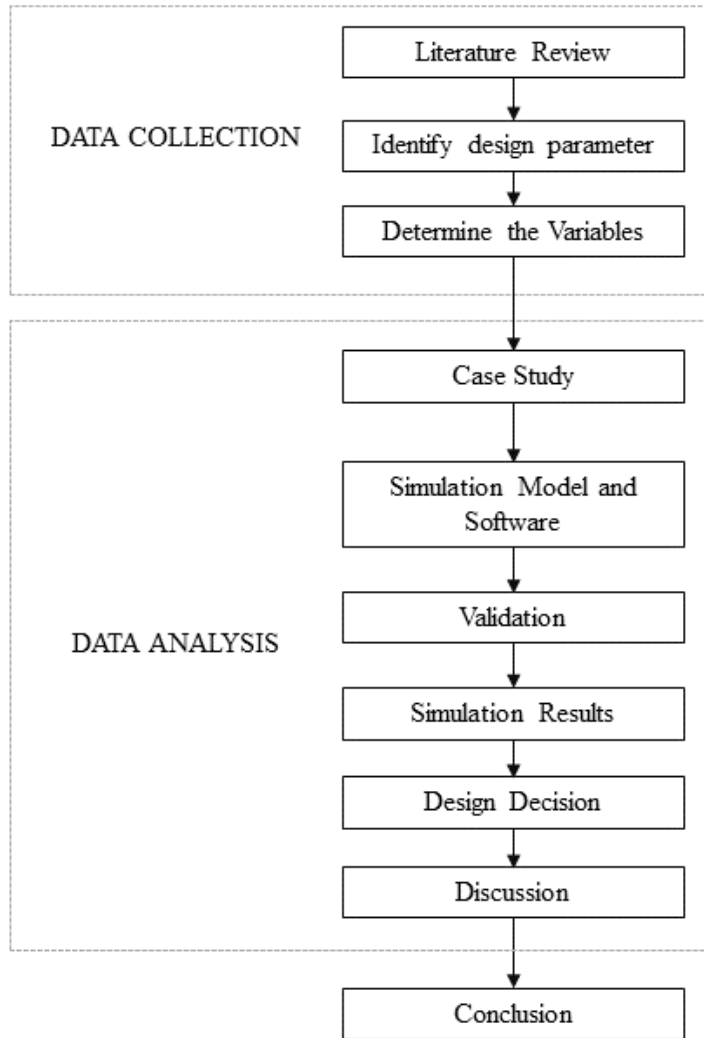 Literature Review
DATA COLLECTION
Identify design parameter
Determine the Variables
Case Study
Simulation Model and
Software
Validation
DATA ANALYSIS
Simulation Results
Design Decision
Discussion
Conclusion